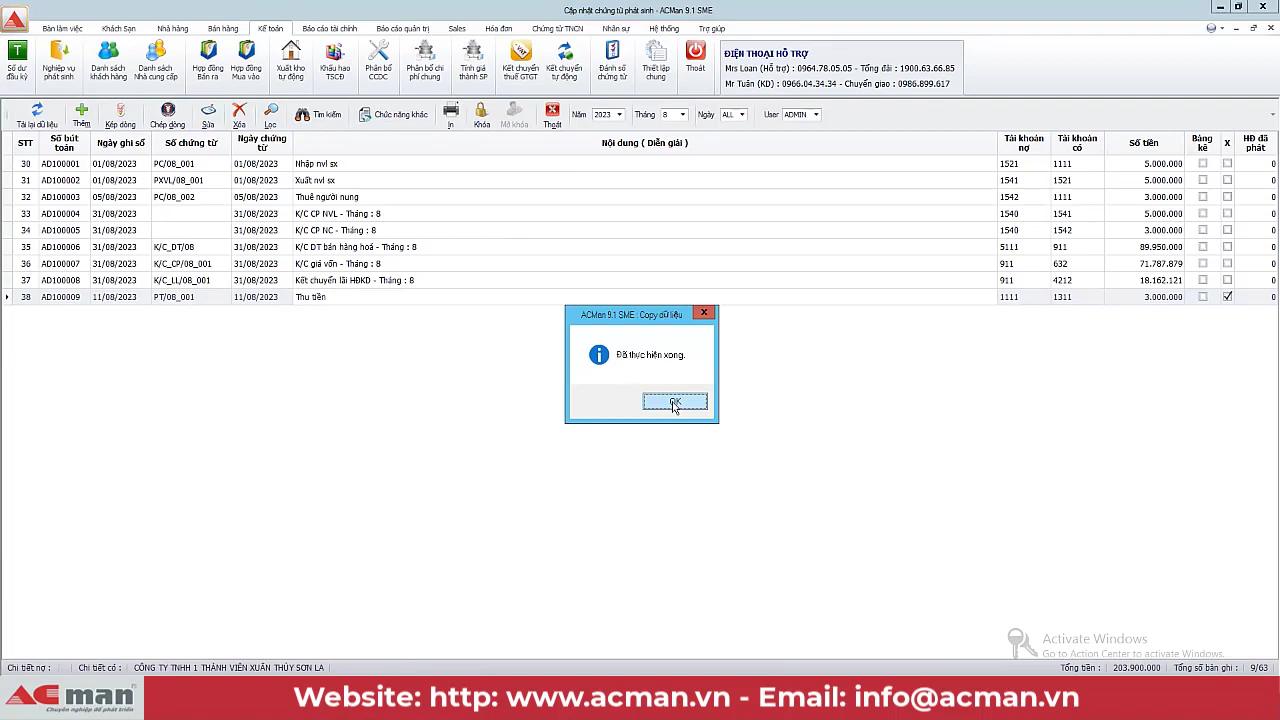 Cập nhật chứng từ phát sinh - ACMan 9.1 SME
Bàn làm việc Khách Sạn Nhà hàng Bán hàng Kế toán Báo cáo tài chính Báo cáo quản trị Sales Hóa đơn Chứng từ TNCN Nhân sự Hệ thống Trợ giúp
Số dư đầu kỳ
Nghiệp vụ phát sinh
Danh sách khách hàng
Danh sách Nhà cung cấp
Hợp đồng Bán ra
Hợp đồng Mua vào
Xuất kho tự động
Khấu hao TSCĐ
Phân bổ CCDC
Phân bổ chi phí chung
Tính giá thành SP
Kết chuyển thuế GTGT
Kết chuyển tự động
Đánh số chứng từ
Thiết lập chung
Thoát
ĐIỆN THOẠI HỖ TRỢ
Mrs Loan (Hỗ trợ) : 0964.78.05.05 - Tổng đài : 1900.63.66.85
Mr Tuân (KD) : 0966.04.34.34 - Chuyển giao : 0986.899.617
Tải lại dữ liệu Thêm Kép dòng Chép dòng Sửa Xóa Lọc Tìm kiếm Chức năng khác In Khóa Mở khóa Thoát Năm 2023 Tháng 8 Ngày ALL User ADMIN
STT Số bút toán Ngày ghi sổ Số chứng từ Ngày chứng từ Nội dung ( Diễn giải ) Tài khoản nợ Tài khoản có Số tiền Bảng kê X HĐ đã phát
30 AD100001 01/08/2023 PC/08_001 01/08/2023 Nhập nvl sx 1521 1111 5.000.000 0
31 AD100002 01/08/2023 PXVL/08_001 01/08/2023 Xuất nvl sx 1541 1521 5.000.000 0
32 AD100003 05/08/2023 PC/08_002 05/08/2023 Thuê người nung 1542 1111 3.000.000 0
33 AD100004 31/08/2023 31/08/2023 K/C CP NVL - Tháng : 8 1540 1541 5.000.000 0
34 AD100005 31/08/2023 31/08/2023 K/C CP NC - Tháng : 8 1540 1542 3.000.000 0
35 AD100006 31/08/2023 K/C_DT/08 31/08/2023 K/C DT bán hàng hoá - Tháng : 8 5111 911 89.950.000 0
36 AD100007 31/08/2023 K/C_CP/08_001 31/08/2023 K/C giá vốn - Tháng : 8 911 632 71.787.879 0
37 AD100008 31/08/2023 K/C_LL/08_001 31/08/2023 Kết chuyển lãi HĐKD - Tháng : 8 911 4212 18.162.121 0
38 AD100009 11/08/2023 PT/08_001 11/08/2023 Thu tiền 1111 1311 3.000.000 0
ACMan 9.1 SME : Copy dữ liệu
Đã thực hiện xong.
OK
Activate Windows
Go to Action Center to activate Windows.
Chi tiết nợ : Chi tiết có : CÔNG TY TNHH 1 THÀNH VIÊN XUÂN THỦY SƠN LA Tổng tiền : 203.900.000 Tổng số bản ghi : 9/63
ACman
Chuyên nghiệp để phát triển
Website: http: www.acman.vn - Email: info@acman.vn